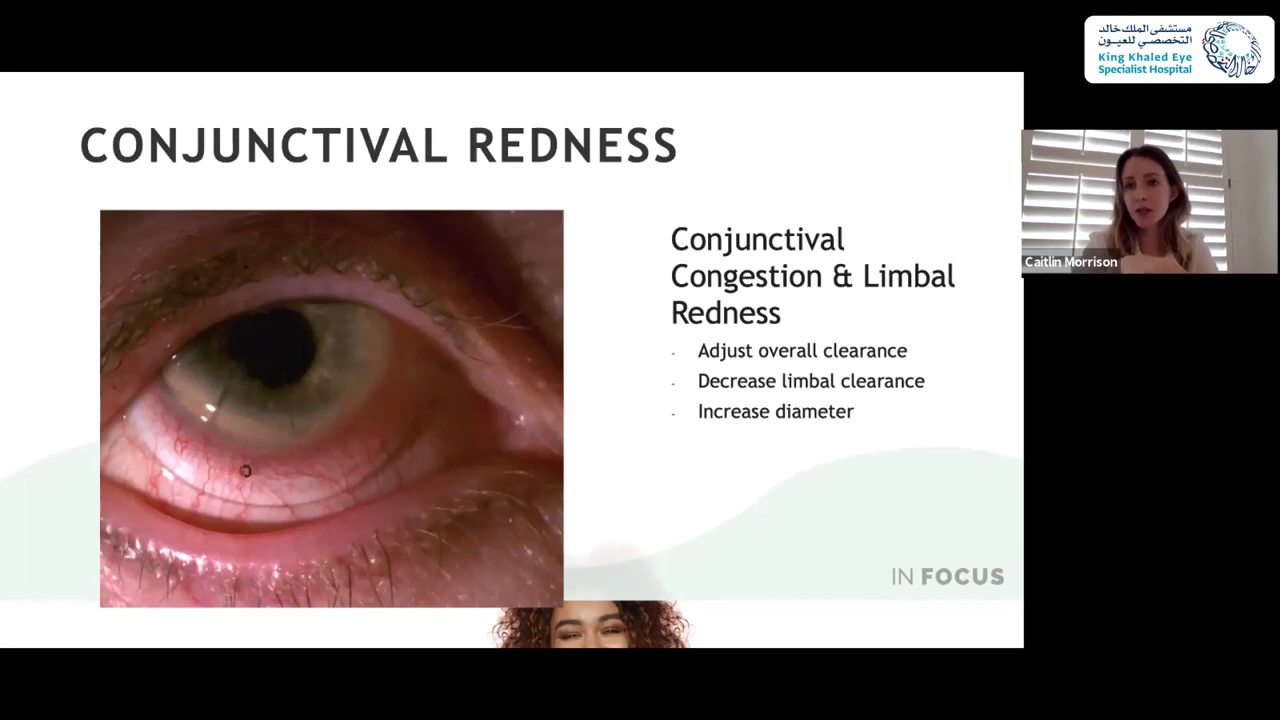 مستشفى الملك خالد
التخصصي للعيون
King Khaled Eye
Specialist Hospital
CONJUNCTIVAL REDNESS
Conjunctival
Congestion & Limbal
Redness
- Adjust overall clearance
- Decrease limbal clearance
- Increase diameter
Caitlin Morrison
IN FOCUS